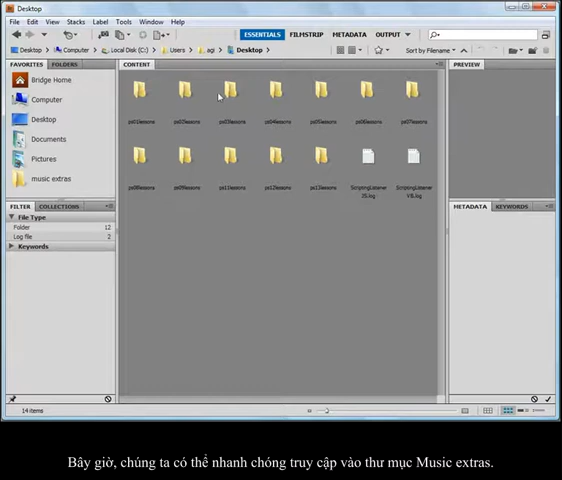 Desktop
File Edit View Stacks Label Tools Window Help
ESSENTIALS FILMSTRIP METADATA OUTPUT
Desktop Computer Local Disk (C:) Users agi Desktop
Sort by Filename
FAVORITES FOLDERS
CONTENT
PREVIEW
Bridge Home
Computer
Desktop
Documents
Pictures
music extras
ps01lessons ps02lessons ps03lessons ps04lessons ps05lessons ps06lessons ps07lessons
ps08lessons ps09lessons ps11lessons ps12lessons ps13lessons ScriptingListenerJS.log ScriptingListenerVB.log
FILTER COLLECTIONS
METADATA KEYWORDS
File Type
Folder 12
Log file 2
Keywords
14 items
Bây giờ, chúng ta có thể nhanh chóng truy cập vào thư mục Music extras.